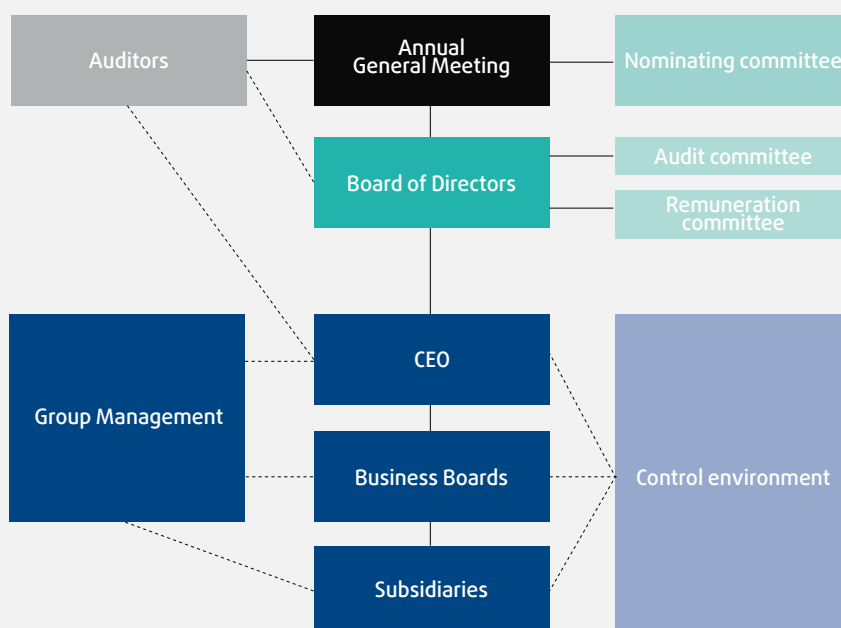 Auditors
Annual
General Meeting
Nominating committee
Board of Directors
Audit committee
Remuneration
committee
CEO
Group Management
Business Boards
Control environment
Subsidiaries